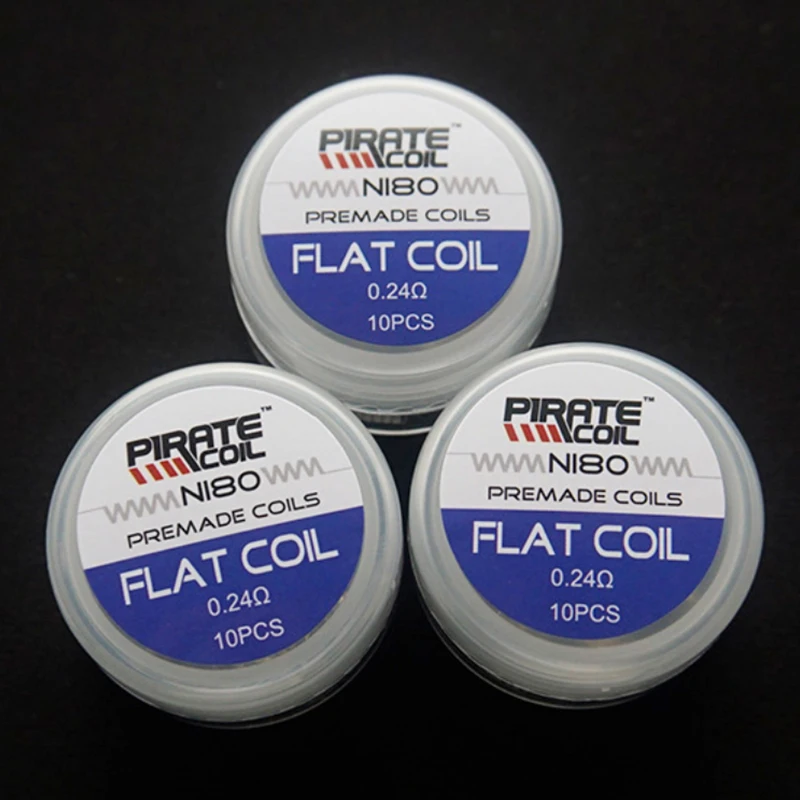 PIRATE™
COIL
NI80
PREMADE COILS
FLAT COIL
0.24Ω
10PCS
PIRATE™
COIL
NI80
PREMADE COILS
FLAT COIL
0.24Ω
10PCS
PIRATE™
COIL
NI80
PREMADE COILS
FLAT COIL
0.24Ω
10PCS